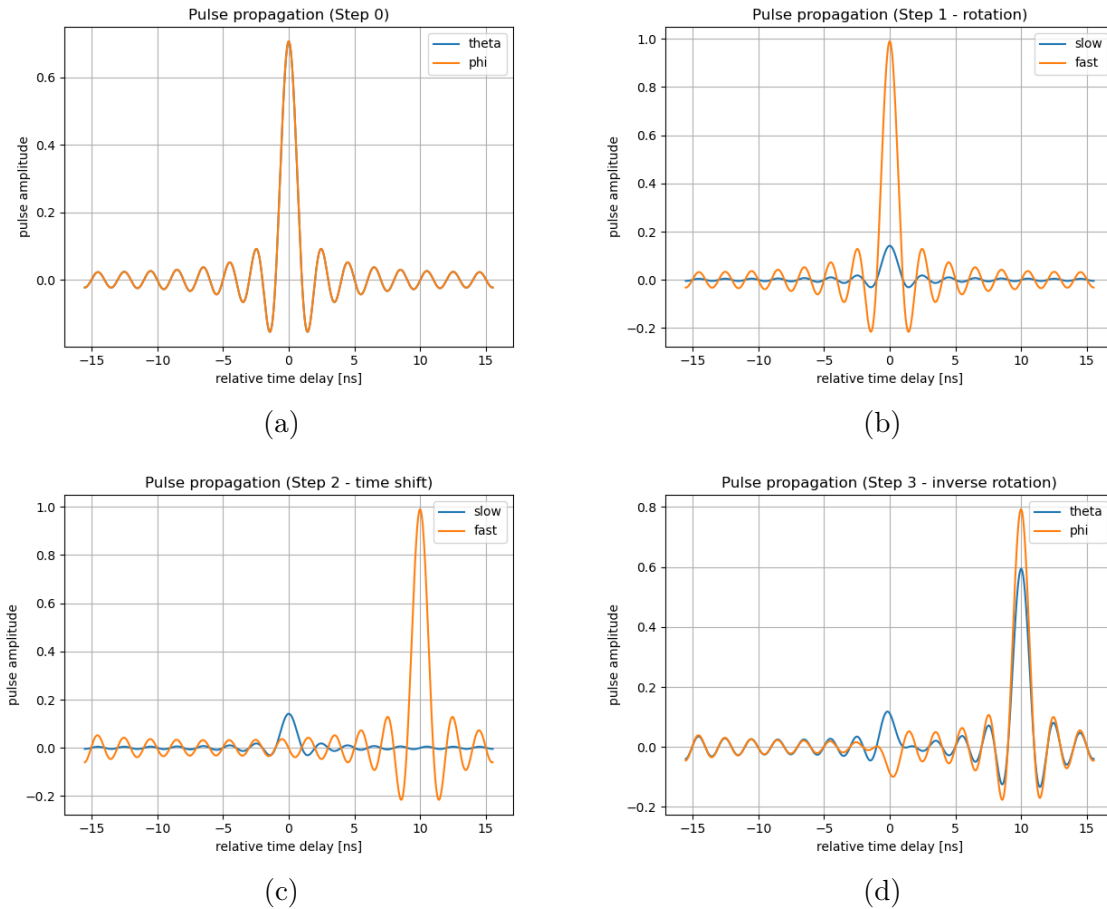 Pulse propagation (Step 0)
pulse amplitude
0.6
0.4
0.2
0.0
theta
phi
−15 −10 −5 0 5 10 15
relative time delay [ns]
(a)
Pulse propagation (Step 1 - rotation)
pulse amplitude
1.0
0.8
0.6
0.4
0.2
0.0
−0.2
slow
fast
−15 −10 −5 0 5 10 15
relative time delay [ns]
(b)
Pulse propagation (Step 2 - time shift)
pulse amplitude
1.0
0.8
0.6
0.4
0.2
0.0
−0.2
slow
fast
−15 −10 −5 0 5 10 15
relative time delay [ns]
(c)
Pulse propagation (Step 3 - inverse rotation)
pulse amplitude
0.8
0.6
0.4
0.2
0.0
−0.2
theta
phi
−15 −10 −5 0 5 10 15
relative time delay [ns]
(d)